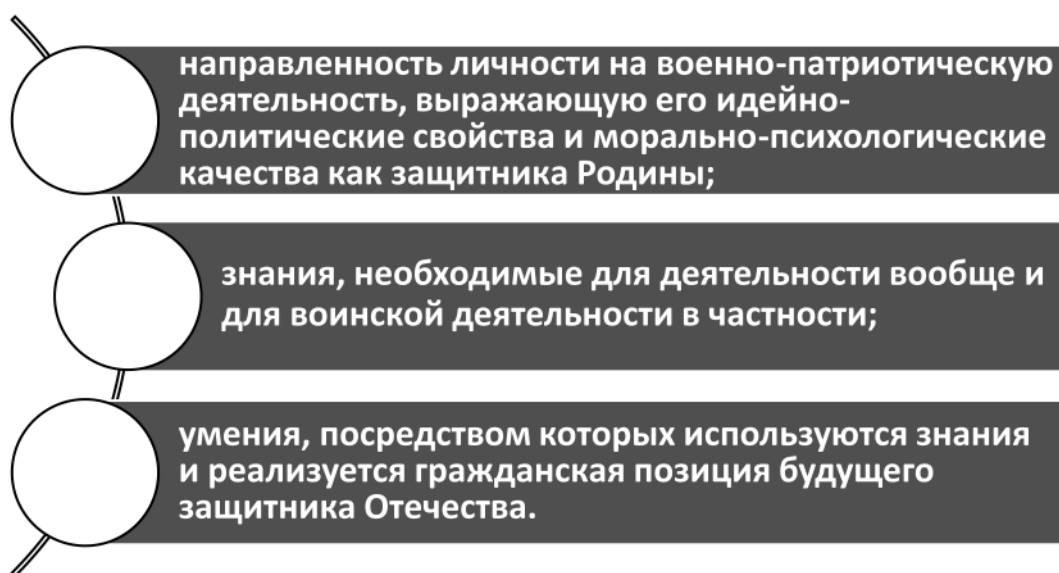 направленность личности на военно-патриотическую
деятельность, выражающую его идейно-
политические свойства и морально-психологические
качества как защитника Родины;
знания, необходимые для деятельности вообще и
для воинской деятельности в частности;
умения, посредством которых используются знания
и реализуется гражданская позиция будущего
защитника Отечества.